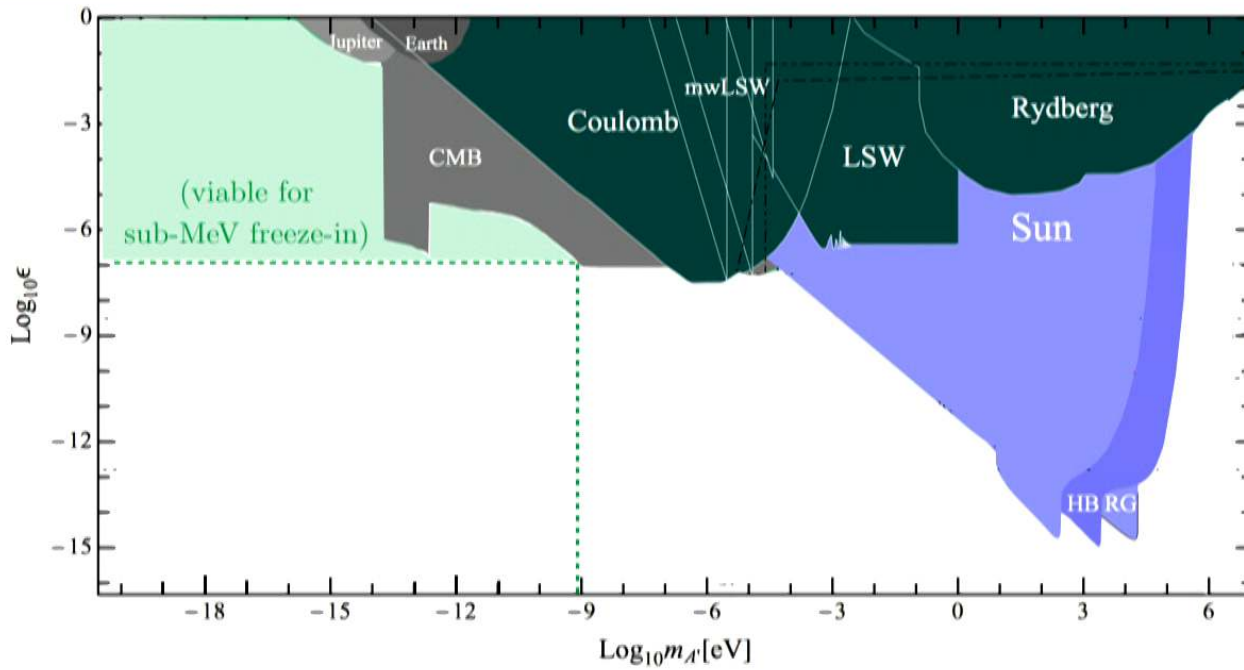 0
−3
−6
−9
−12
−15
Log₁₀ϵ
Jupiter
Earth
CMB
Coulomb
mwLSW
LSW
Rydberg
Sun
HB
RG
(viable for
sub-MeV freeze-in)
−18
−15
−12
−9
−6
−3
0
3
6
Log₁₀m_A′[eV]